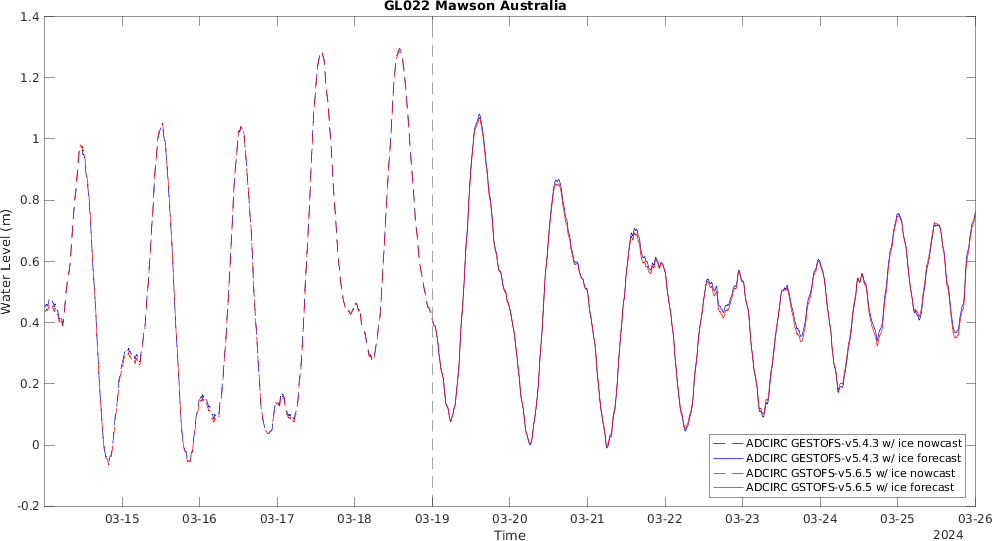 GL022 Mawson Australia
1.4
1.2
1
0.8
0.6
0.4
0.2
0
-0.2
Water Level (m)
ADCIRC GESTOFS-v5.4.3 w/ ice nowcast
ADCIRC GESTOFS-v5.4.3 w/ ice forecast
ADCIRC GSTOFS-v5.6.5 w/ ice nowcast
ADCIRC GSTOFS-v5.6.5 w/ ice forecast
03-15 03-16 03-17 03-18 03-19 03-20 03-21 03-22 03-23 03-24 03-25 03-26
Time
2024